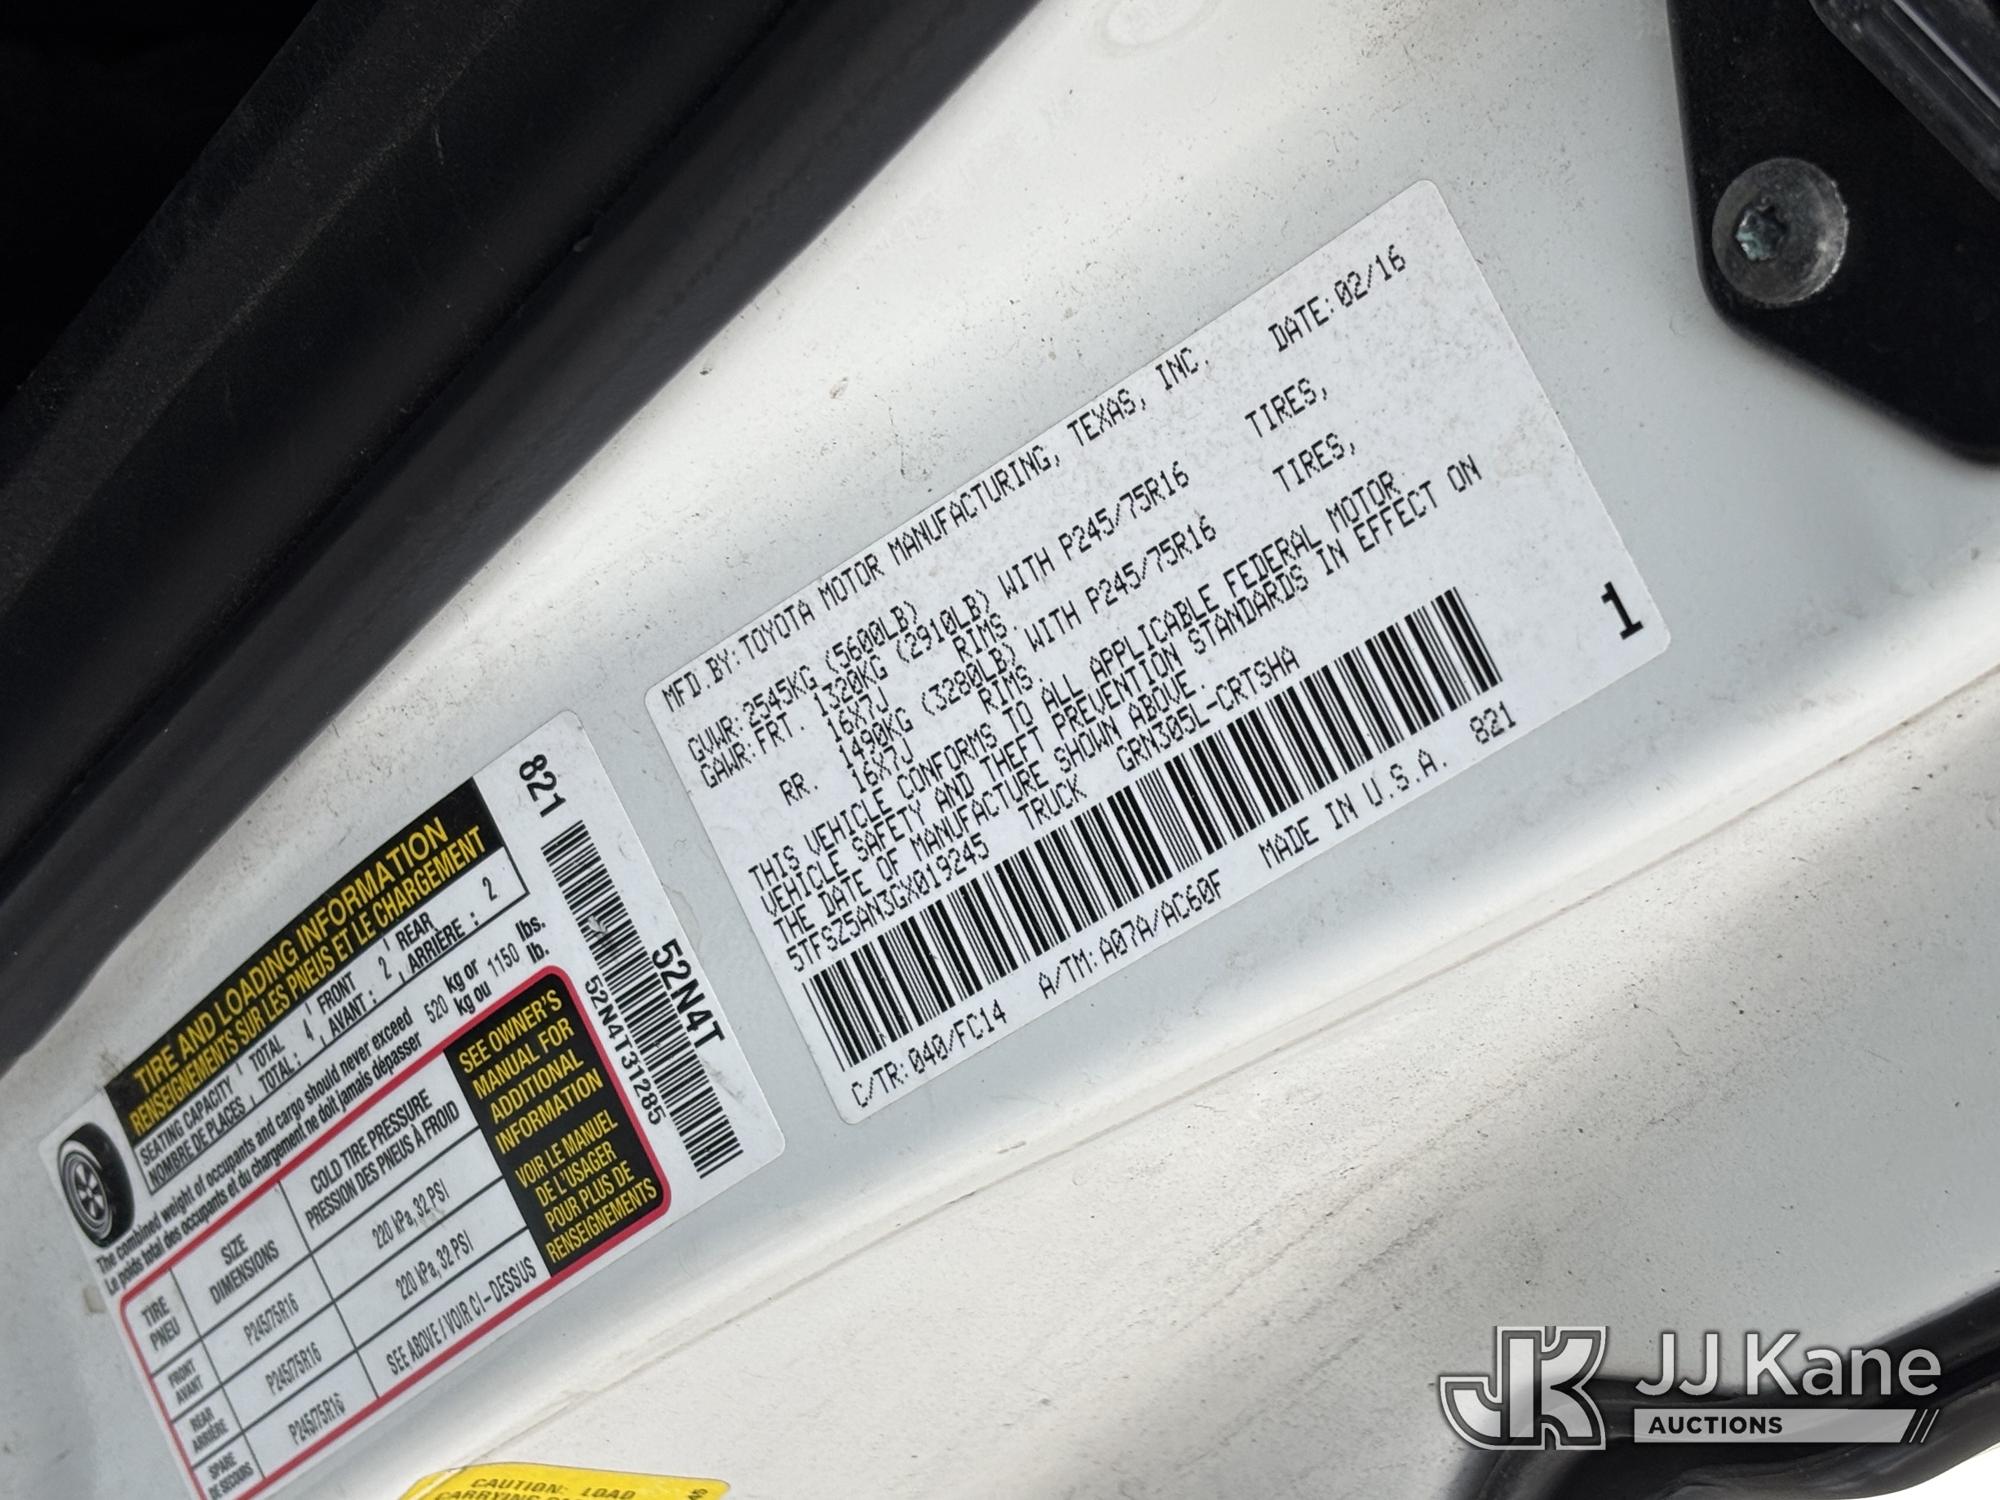 MFD.BY:TOYOTA MOTOR MANUFACTURING, TEXAS, INC. DATE:02/16
GVWR:2545KG (5600LB)
GAWR:FRT. 1320KG (2910LB) WITH P245/75R16 TIRES,
16X7J RIMS.
RR. 1490KG (3280LB) WITH P245/75R16 TIRES,
16X7J RIMS.
THIS VEHICLE CONFORMS TO ALL APPLICABLE FEDERAL MOTOR
VEHICLE SAFETY AND THEFT PREVENTION STANDARDS IN EFFECT ON
THE DATE OF MANUFACTURE SHOWN ABOVE.
5TFSZ5AN3GX019245 TRUCK GRN305L-CRTSHA
C/TR:040/FC14 A/TM:A07A/AC60F MADE IN U.S.A. 821
1
TIRE AND LOADING INFORMATION
RENSEIGNEMENTS SUR LES PNEUS ET LE CHARGEMENT
SEATING CAPACITY TOTAL 4 FRONT 2 REAR 2
NOMBRE DE PLACES TOTAL : AVANT : ARRIÈRE :
The combined weight of occupants and cargo should never exceed 520 kg or 1150 lbs.
Le poids total des occupants et du chargement ne doit jamais dépasser kg ou lb.
TIRE SIZE COLD TIRE PRESSURE
PNEU DIMENSIONS PRESSION DES PNEUS À FROID
FRONT AVANT P245/75R16 220 kPa, 32 PSI
REAR ARRIÈRE P245/75R16 220 kPa, 32 PSI
SPARE DE SECOURS P245/75R16 SEE ABOVE / VOIR CI-DESSUS
SEE OWNER'S
MANUAL FOR
ADDITIONAL
INFORMATION
VOIR LE MANUEL
DE L'USAGER
POUR PLUS DE
RENSEIGNEMENTS
821
52N4T
52N4T31285
CAUTION: LOAD
JK JJ Kane
AUCTIONS